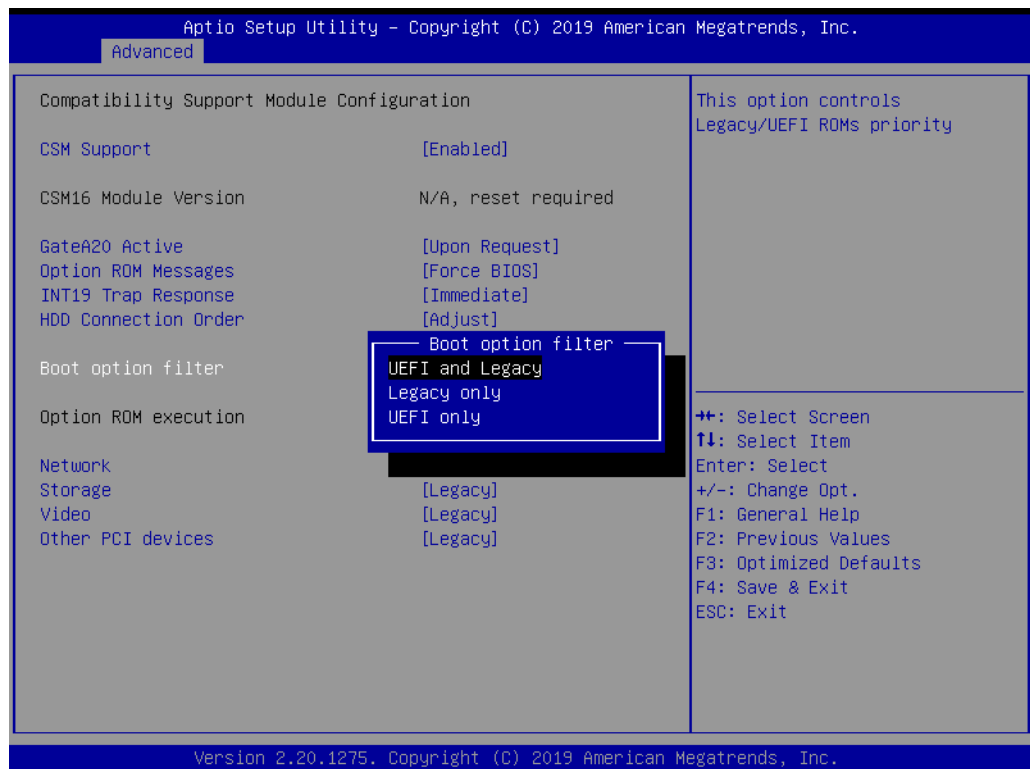 Aptio Setup Utility – Copyright (C) 2019 American Megatrends, Inc.
Advanced
Compatibility Support Module Configuration
CSM Support [Enabled]
CSM16 Module Version N/A, reset required
GateA20 Active [Upon Request]
Option ROM Messages [Force BIOS]
INT19 Trap Response [Immediate]
HDD Connection Order [Adjust]
Boot option filter
Boot option filter
UEFI and Legacy
Legacy only
UEFI only
Option ROM execution
Network
Storage [Legacy]
Video [Legacy]
Other PCI devices [Legacy]
This option controls
Legacy/UEFI ROMs priority
→←: Select Screen
↑↓: Select Item
Enter: Select
+/-: Change Opt.
F1: General Help
F2: Previous Values
F3: Optimized Defaults
F4: Save & Exit
ESC: Exit
Version 2.20.1275. Copyright (C) 2019 American Megatrends, Inc.